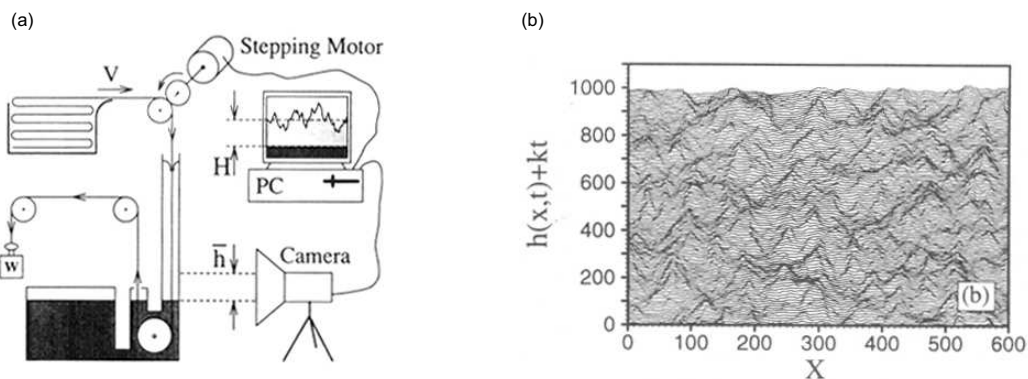 (a)
Stepping Motor
V
H
PC
W
h̅
Camera
(b)
h(x,t)+kt
1000
800
600
400
200
0
(b)
0 100 200 300 400 500 600
X